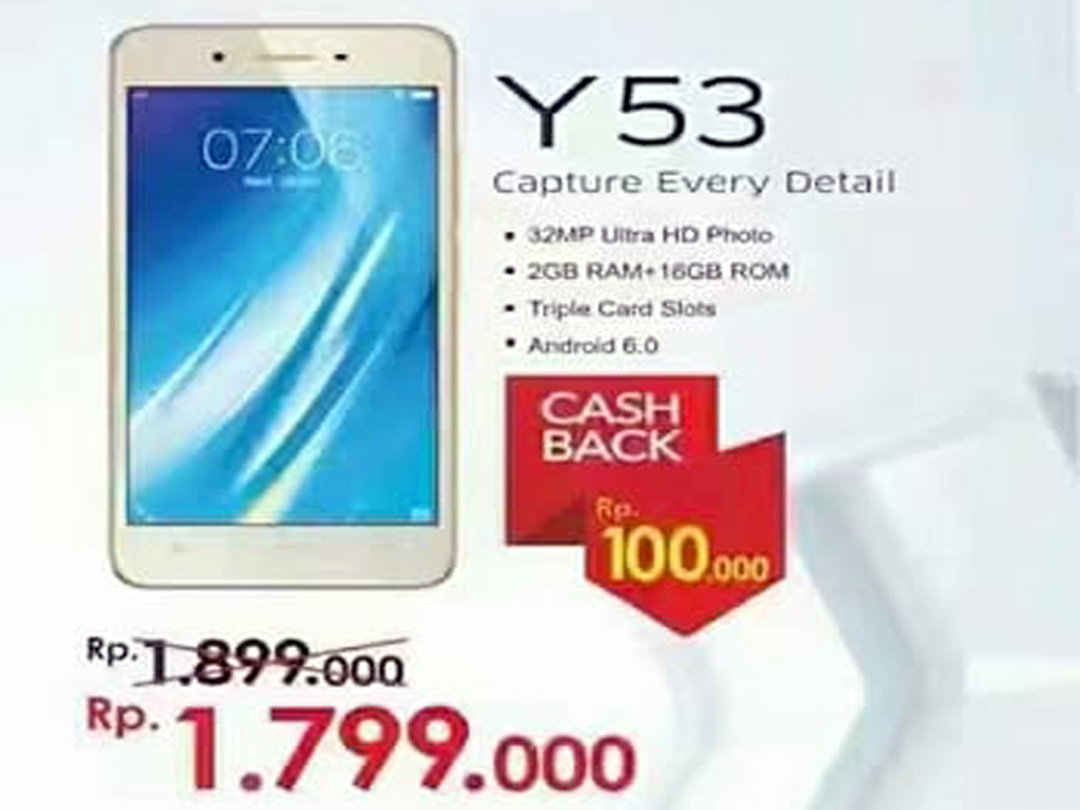 07:06
Y53
Capture Every Detail
• 32MP Ultra HD Photo
• 2GB RAM+16GB ROM
• Triple Card Slots
• Android 6.0
CASH
BACK
Rp.
100.000
Rp. 1.899.000
Rp. 1.799.000